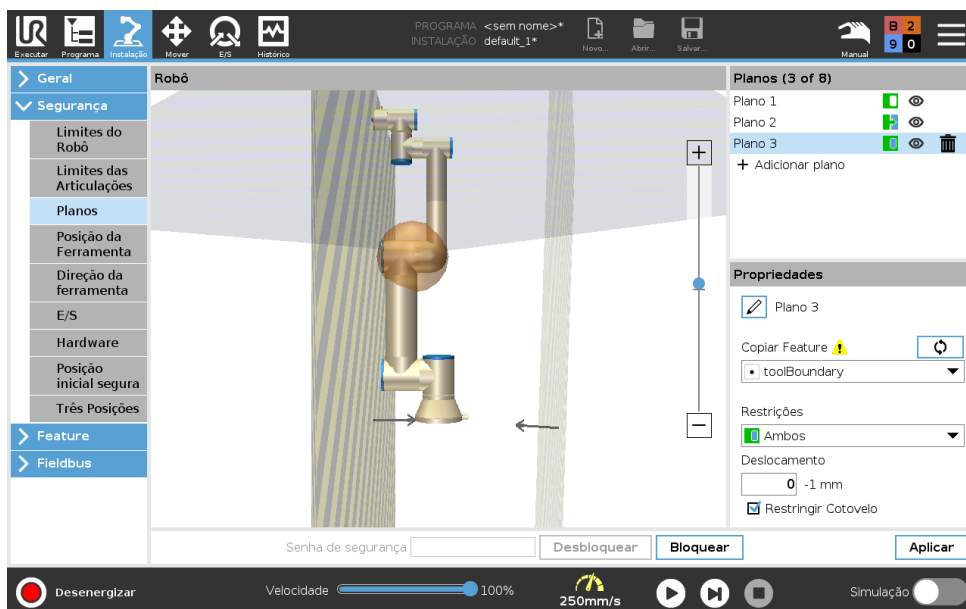 UR
Executar
Programa
Instalação
Mover
E/S
Histórico
PROGRAMA <sem nome>*
INSTALAÇÃO default_1*
Novo...
Abrir...
Salvar...
Manual
B 2
9 0
Geral
Segurança
Limites do
Robô
Limites das
Articulações
Planos
Posição da
Ferramenta
Direção da
ferramenta
E/S
Hardware
Posição
inicial segura
Três Posições
Feature
Fieldbus
Robô
Planos (3 of 8)
Plano 1
Plano 2
Plano 3
+ Adicionar plano
Propriedades
Plano 3
Copiar Feature
toolBoundary
Restrições
Ambos
Deslocamento
0 -1 mm
Restringir Cotovelo
Senha de segurança
Desbloquear
Bloquear
Aplicar
Desenergizar
Velocidade
100%
250mm/s
Simulação